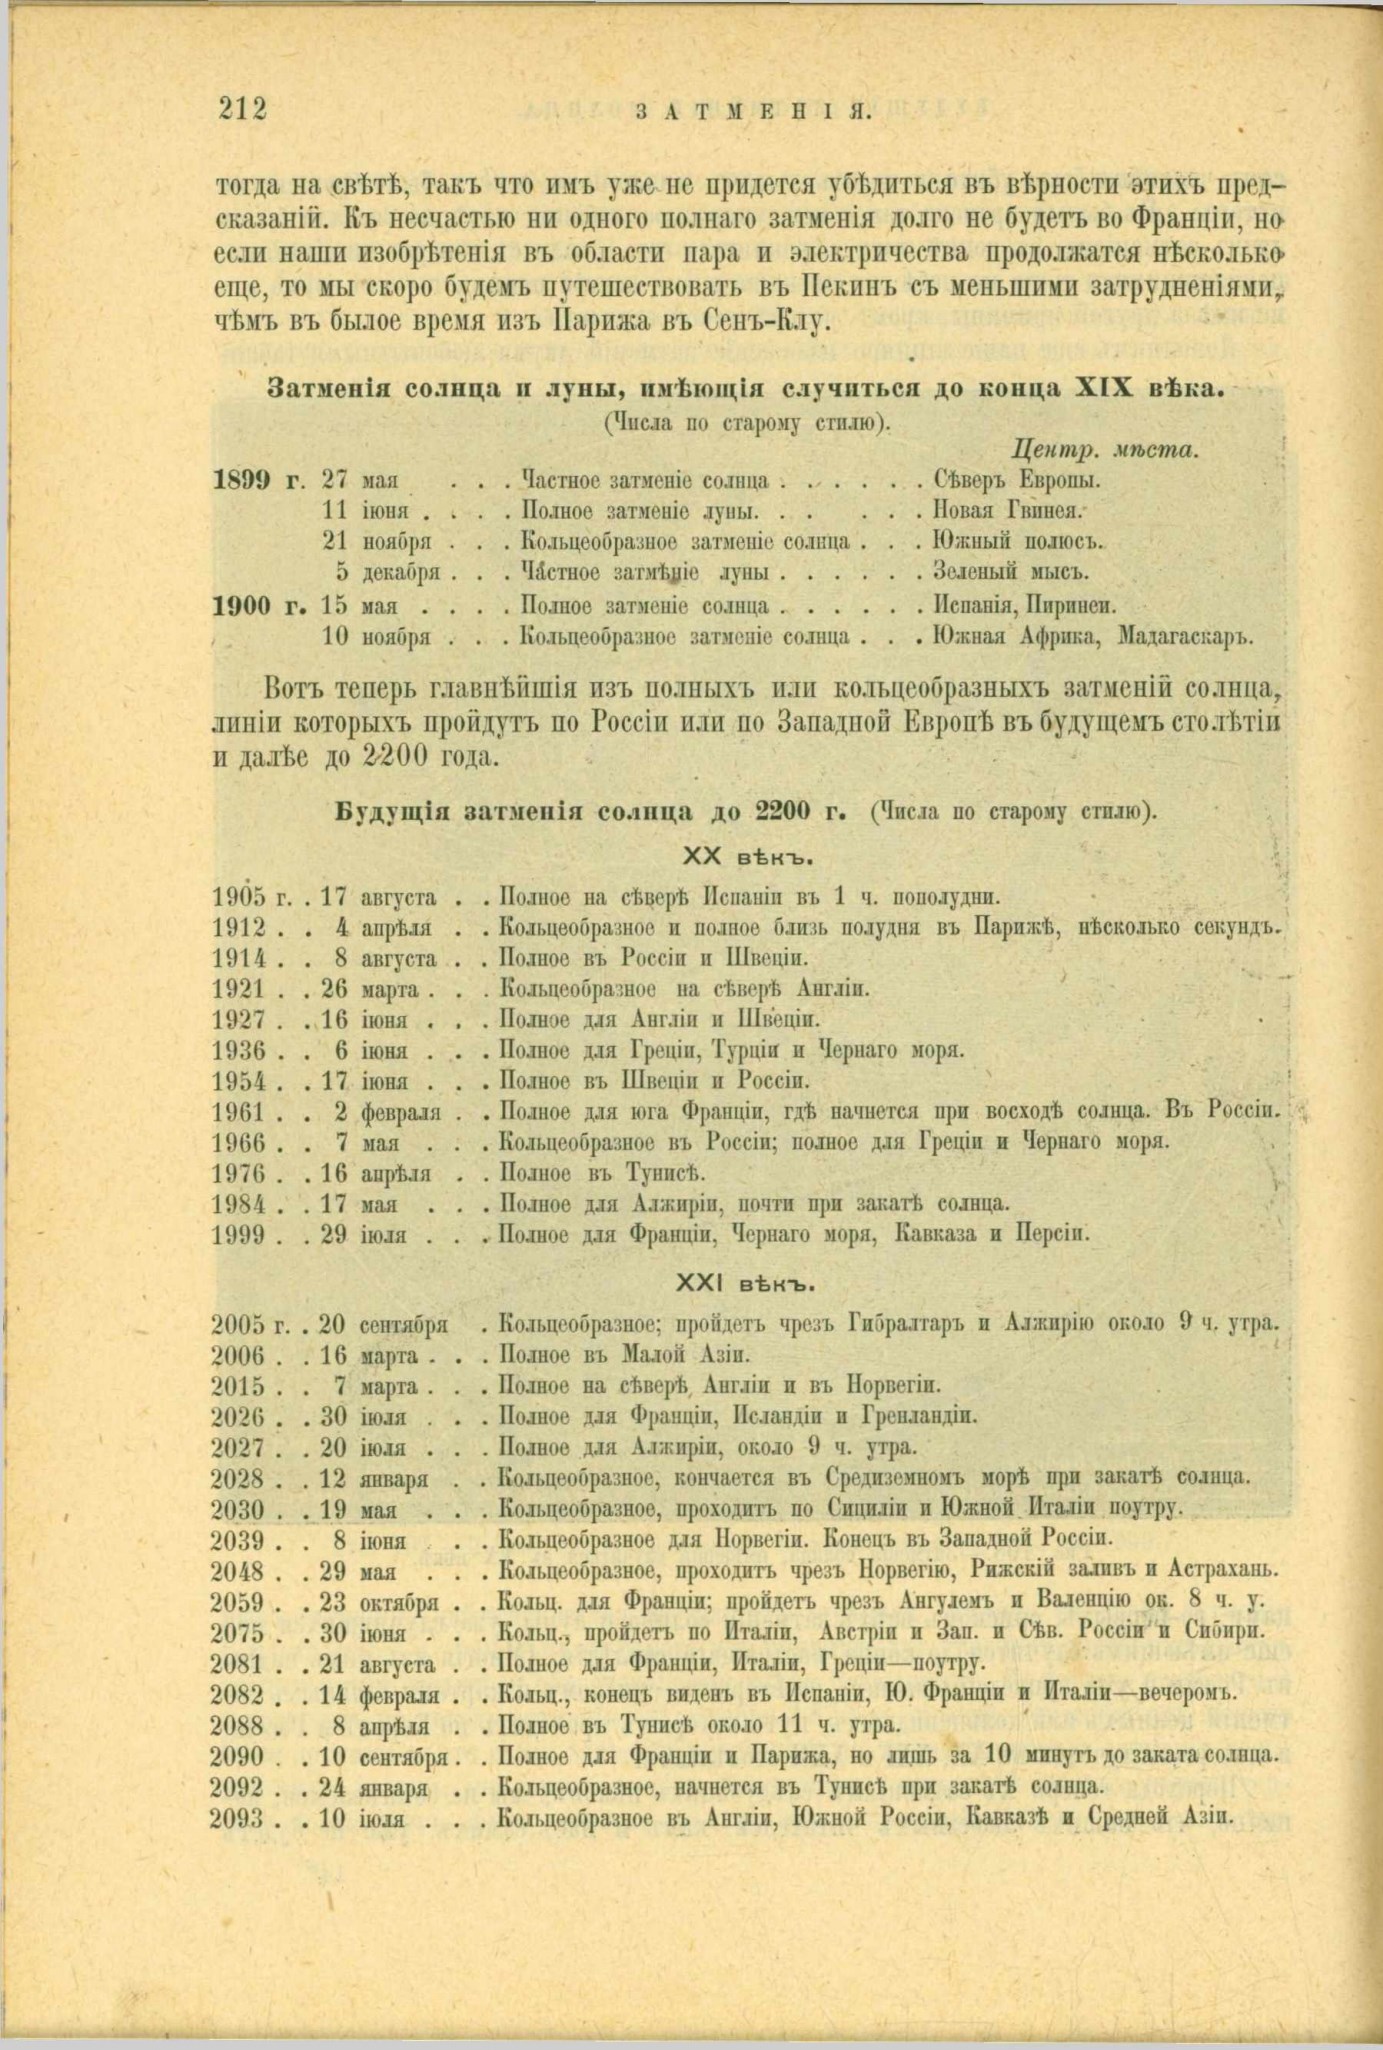 212
ЗАТМЕНІЯ.
тогда на свѣтѣ, такъ что имъ уже не придется убѣдиться въ вѣрности этихъ пред-
сказаній. Къ несчастью ни одного полнаго затменія долго не будетъ во Франціи, но
если наши изобрѣтенія въ области пара и электричества продолжатся нѣсколько
еще, то мы скоро будемъ путешествовать въ Пекинъ съ меньшими затрудненіями,
чѣмъ въ былое время изъ Парижа въ Сенъ-Клу.
Затменія солнца и луны, имѣющія случиться до конца XIX вѣка.
(Числа по старому стилю).
Центр. мѣста.
1899 г. 27 мая . . . Частное затменіе солнца . . . . . . Сѣверъ Европы.
11 іюня . . . . Полное затменіе луны. . . . . . Новая Гвинея.
21 ноября . . . Кольцеобразное затменіе солнца . . . Южный полюсъ.
5 декабря . . . Частное затмѣніе луны . . . . . . Зеленый мысъ.
1900 г. 15 мая . . . . Полное затменіе солнца . . . . . . Испанія, Пиринеи.
10 ноября . . . Кольцеобразное затменіе солнца . . . Южная Африка, Мадагаскаръ.
Вотъ теперь главнѣйшія изъ полныхъ или кольцеобразныхъ затменій солнца,
линіи которыхъ пройдутъ по Россіи или по Западной Европѣ въ будущемъ столѣтіи
и далѣе до 2200 года.
Будущія затменія солнца до 2200 г. (Числа по старому стилю).
XX вѣкъ.
1905 г. . 17 августа . . Полное на сѣверѣ Испаніи въ 1 ч. пополудни.
1912 . . 4 апрѣля . . Кольцеобразное и полное близь полудня въ Парижѣ, нѣсколько секундъ.
1914 . . 8 августа . . Полное въ Россіи и Швеціи.
1921 . . 26 марта . . . Кольцеобразное на сѣверѣ Англіи.
1927 . . 16 іюня . . . Полное для Англіи и Швеціи.
1936 . . 6 іюня . . . Полное для Греціи, Турціи и Чернаго моря.
1954 . . 17 іюня . . . Полное въ Швеціи и Россіи.
1961 . . 2 февраля . . Полное для юга Франціи, гдѣ начнется при восходѣ солнца. Въ Россіи.
1966 . . 7 мая . . . Кольцеобразное въ Россіи; полное для Греціи и Чернаго моря.
1976 . . 16 апрѣля . . Полное въ Тунисѣ.
1984 . . 17 мая . . . Полное для Алжиріи, почти при закатѣ солнца.
1999 . . 29 іюля . . . Полное для Франціи, Чернаго моря, Кавказа и Персіи.
XXI вѣкъ.
2005 г. . 20 сентября . Кольцеобразное; пройдетъ чрезъ Гибралтаръ и Алжирію около 9 ч. утра.
2006 . . 16 марта . . . Полное въ Малой Азіи.
2015 . . 7 марта . . . Полное на сѣверѣ Англіи и въ Норвегіи.
2026 . . 30 іюля . . . Полное для Франціи, Исландіи и Гренландіи.
2027 . . 20 іюля . . . Полное для Алжиріи, около 9 ч. утра.
2028 . . 12 января . . Кольцеобразное, кончается въ Средиземномъ морѣ при закатѣ солнца.
2030 . . 19 мая . . . Кольцеобразное, проходитъ по Сициліи и Южной Италіи поутру.
2039 . . 8 іюня . . Кольцеобразное для Норвегіи. Конецъ въ Западной Россіи.
2048 . . 29 мая . . . Кольцеобразное, проходитъ чрезъ Норвегію, Рижскій заливъ и Астрахань.
2059 . . 23 октября . . Кольц. для Франціи; пройдетъ чрезъ Ангулемъ и Валенцію ок. 8 ч. у.
2075 . . 30 іюня . . . Кольц., пройдетъ по Италіи, Австріи и Зап. и Сѣв. Россіи и Сибири.
2081 . . 21 августа . . Полное для Франціи, Италіи, Греціи—поутру.
2082 . . 14 февраля . . Кольц., конецъ виденъ въ Испаніи, Ю. Франціи и Италіи—вечеромъ.
2088 . . 8 апрѣля . . Полное въ Тунисѣ около 11 ч. утра.
2090 . . 10 сентября . . Полное для Франціи и Парижа, но лишь за 10 минутъ до заката солнца.
2092 . . 24 января . . Кольцеобразное, начнется въ Тунисѣ при закатѣ солнца.
2093 . . 10 іюля . . . Кольцеобразное въ Англіи, Южной Россіи, Кавказѣ и Средней Азіи.